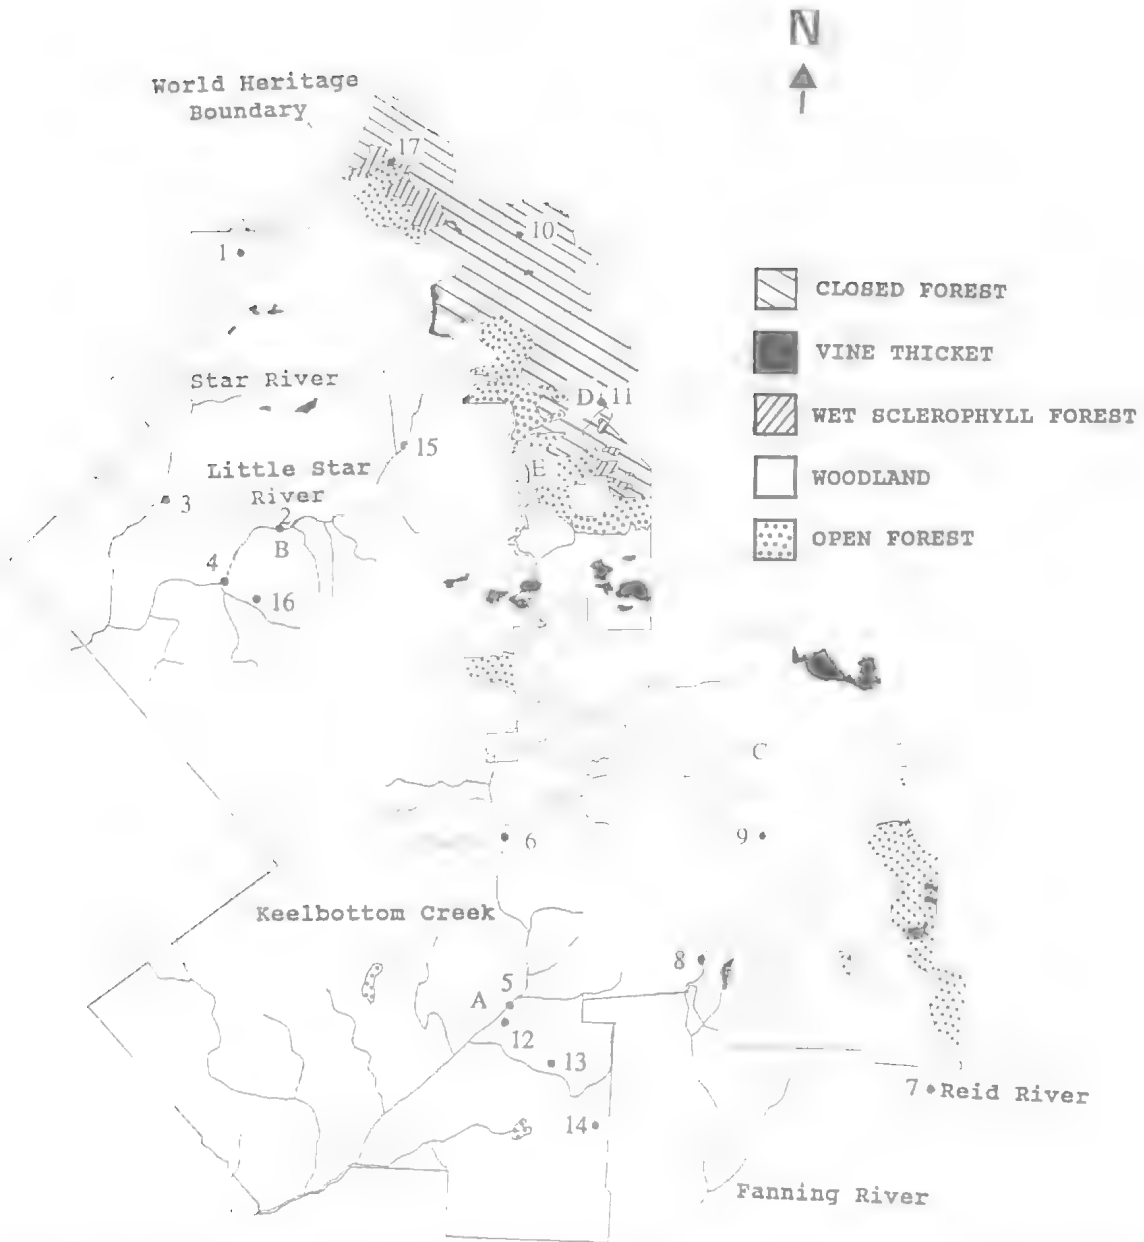 N
World Heritage
Boundary
17
10
1
CLOSED FOREST
VINE THICKET
WET SCLEROPHYLL FOREST
WOODLAND
OPEN FOREST
Star River
D
11
15
Little Star
River
E
3
2
B
4
16
C
6
9
Keelbottom Creek
8
5
A
12
13
7
Reid River
14
Fanning River